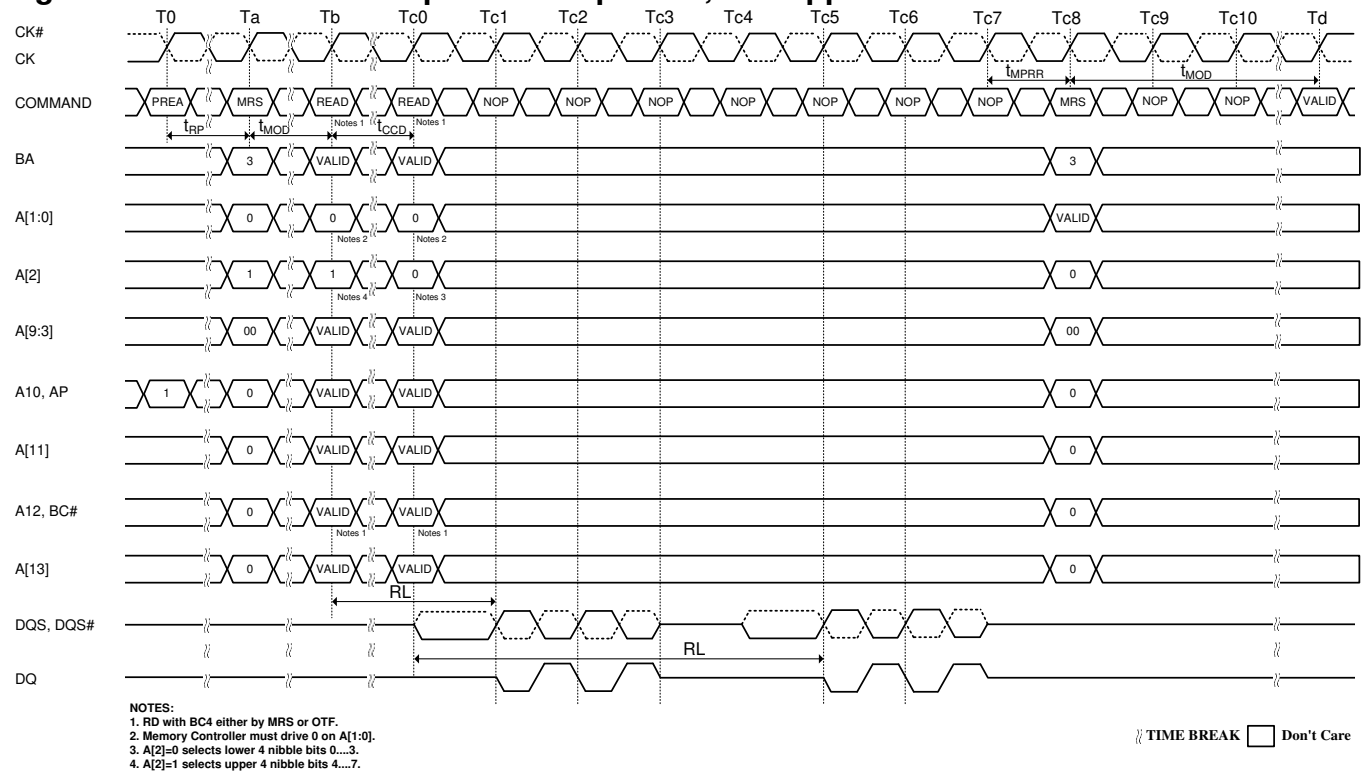 T0 Ta Tb Tc0 Tc1 Tc2 Tc3 Tc4 Tc5 Tc6 Tc7 Tc8 Tc9 Tc10 Td
CK#
CK
tMPRR tMOD
COMMAND PREA MRS READ READ NOP NOP NOP NOP NOP NOP NOP MRS NOP NOP VALID
Notes 1 Notes 1
tRP tMOD tCCD
BA 3 VALID VALID 3
A[1:0] 0 0 0 VALID
Notes 2 Notes 2
A[2] 1 1 0 0
Notes 4 Notes 3
A[9:3] 00 VALID VALID 00
A10, AP 1 0 VALID VALID 0
A[11] 0 VALID VALID 0
A12, BC# 0 VALID VALID 0
Notes 1 Notes 1
A[13] 0 VALID VALID 0
RL
DQS, DQS#
RL
DQ
NOTES:
1. RD with BC4 either by MRS or OTF.
2. Memory Controller must drive 0 on A[1:0].
3. A[2]=0 selects lower 4 nibble bits 0....3.
4. A[2]=1 selects upper 4 nibble bits 4....7.
TIME BREAK Don't Care